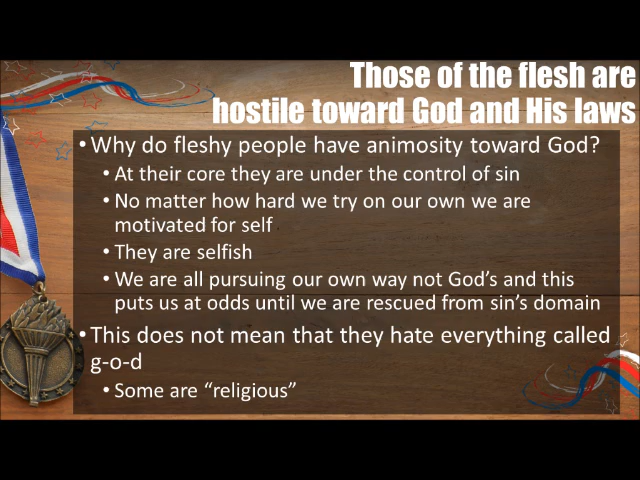 Those of the flesh are
hostile toward God and His laws
• Why do fleshy people have animosity toward God?
• At their core they are under the control of sin
• No matter how hard we try on our own we are
motivated for self
• They are selfish
• We are all pursuing our own way not God's and this
puts us at odds until we are rescued from sin's domain
• This does not mean that they hate everything called
g-o-d
• Some are “religious”